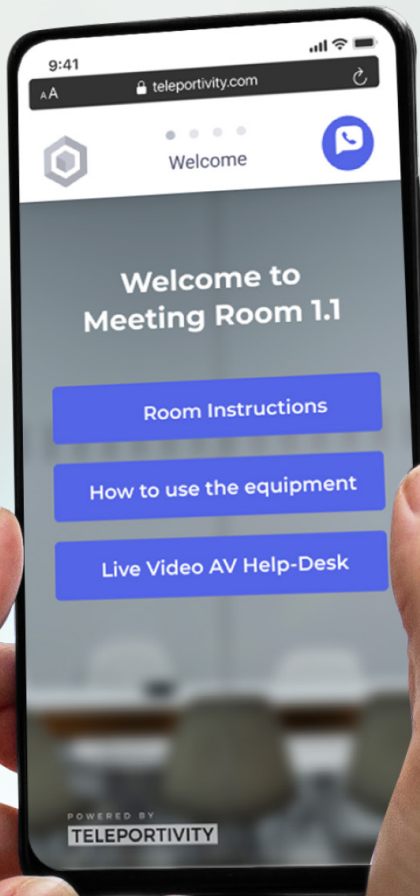 9:41
AA teleportivity.com
Welcome
Welcome to
Meeting Room 1.1
Room Instructions
How to use the equipment
Live Video AV Help-Desk
POWERED BY
TELEPORTIVITY